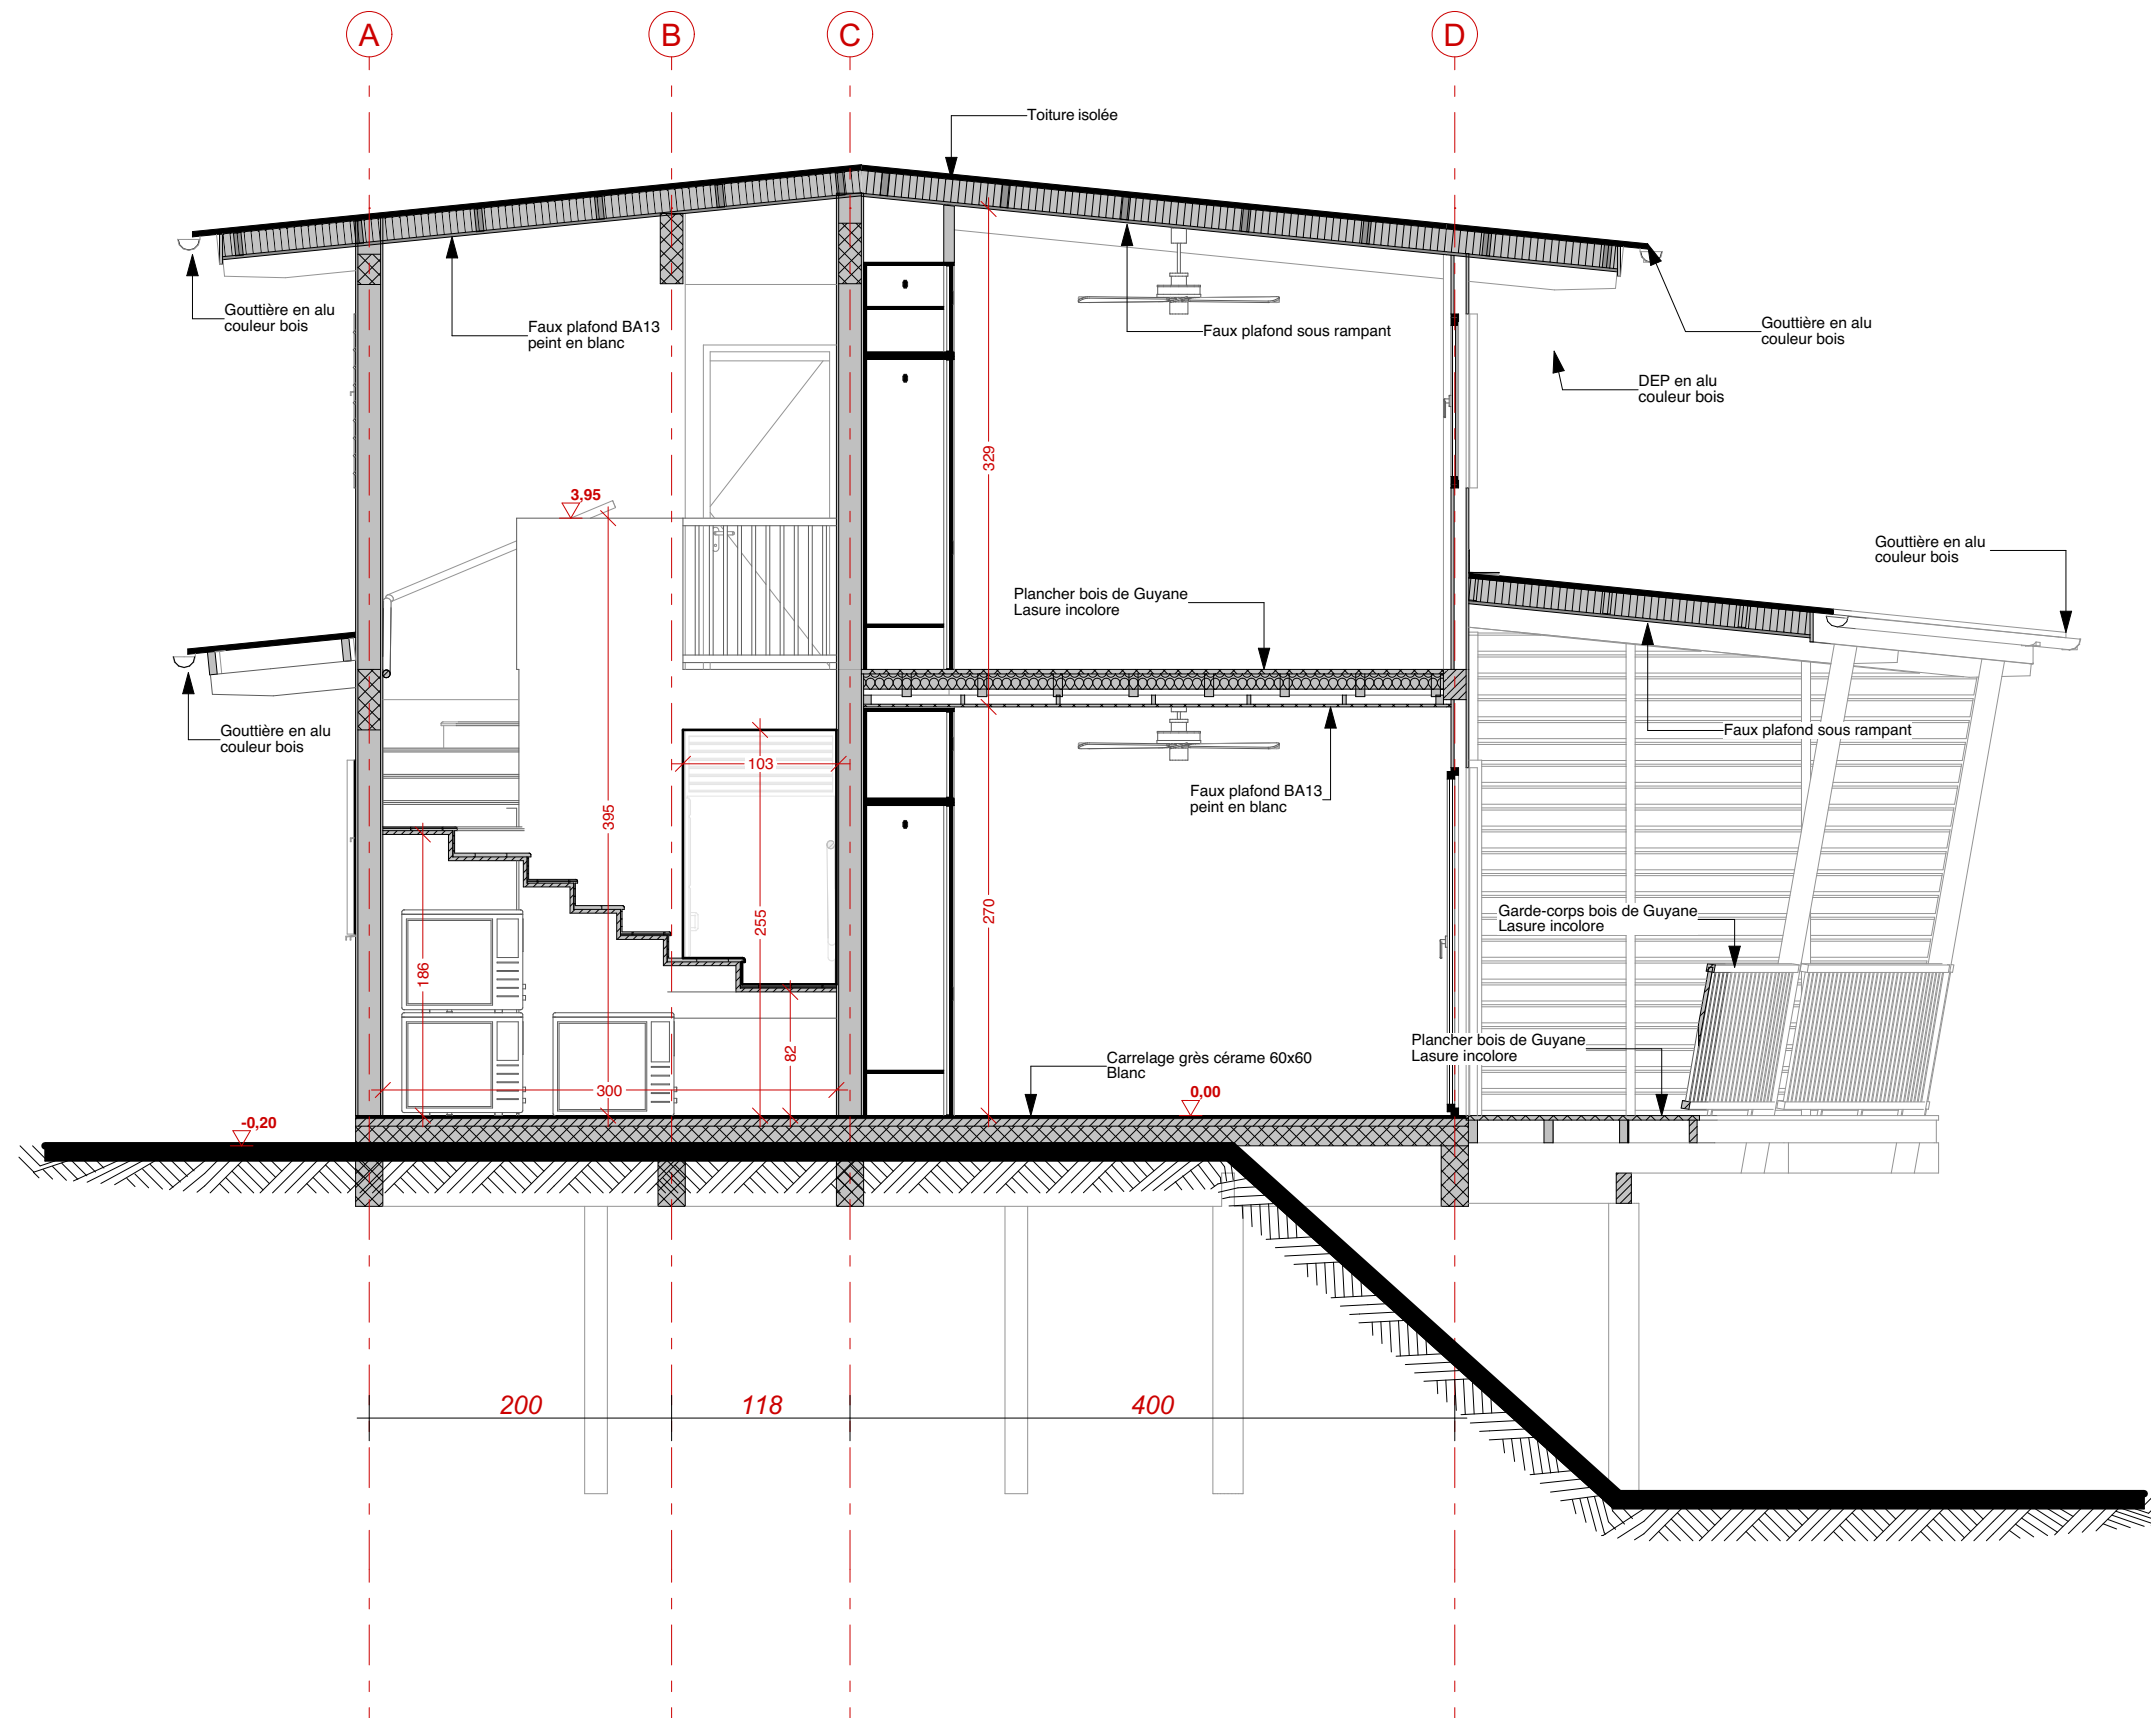 A
B
C
D
Toiture isolée
Gouttière en alu
couleur bois
Faux plafond BA13
peint en blanc
Faux plafond sous rampant
Gouttière en alu
couleur bois
DEP en alu
couleur bois
329
3,95
Gouttière en alu
couleur bois
Plancher bois de Guyane
Lasure incolore
Gouttière en alu
couleur bois
Faux plafond sous rampant
103
Faux plafond BA13
peint en blanc
395
255
270
Garde-corps bois de Guyane
Lasure incolore
186
82
Plancher bois de Guyane
Lasure incolore
Carrelage grès cérame 60x60
Blanc
300
0,00
-0,20
200
118
400